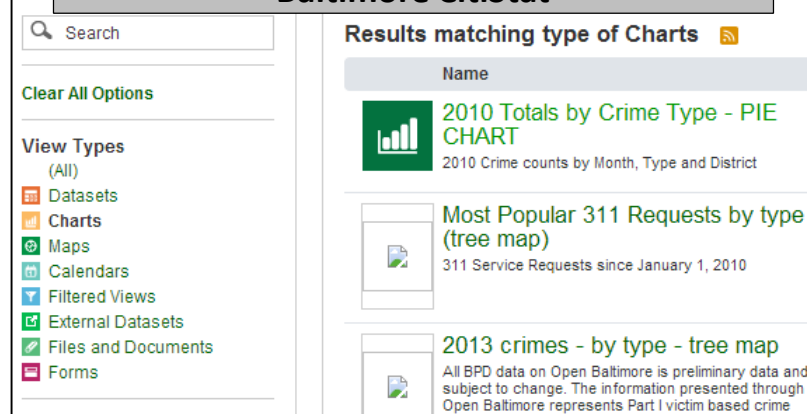 Baltimore CitiStat
Search
Clear All Options
View Types
(All)
Datasets
Charts
Maps
Calendars
Filtered Views
External Datasets
Files and Documents
Forms
Results matching type of Charts
Name
2010 Totals by Crime Type - PIE
CHART
2010 Crime counts by Month, Type and District
Most Popular 311 Requests by type
(tree map)
311 Service Requests since January 1, 2010
2013 crimes - by type - tree map
All BPD data on Open Baltimore is preliminary data and
subject to change. The information presented through
Open Baltimore represents Part I victim based crime